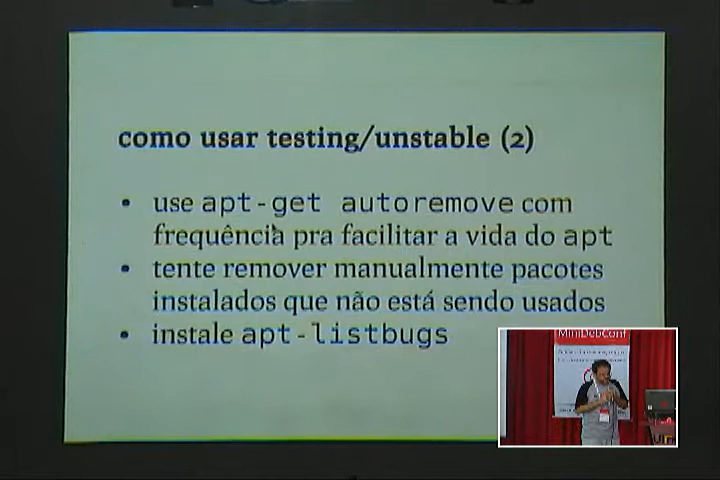 como usar testing/unstable (2)
• use apt-get autoremove com
frequência pra facilitar a vida do apt
• tente remover manualmente pacotes
instalados que não está sendo usados
• instale apt-listbugs
MiniDebConf